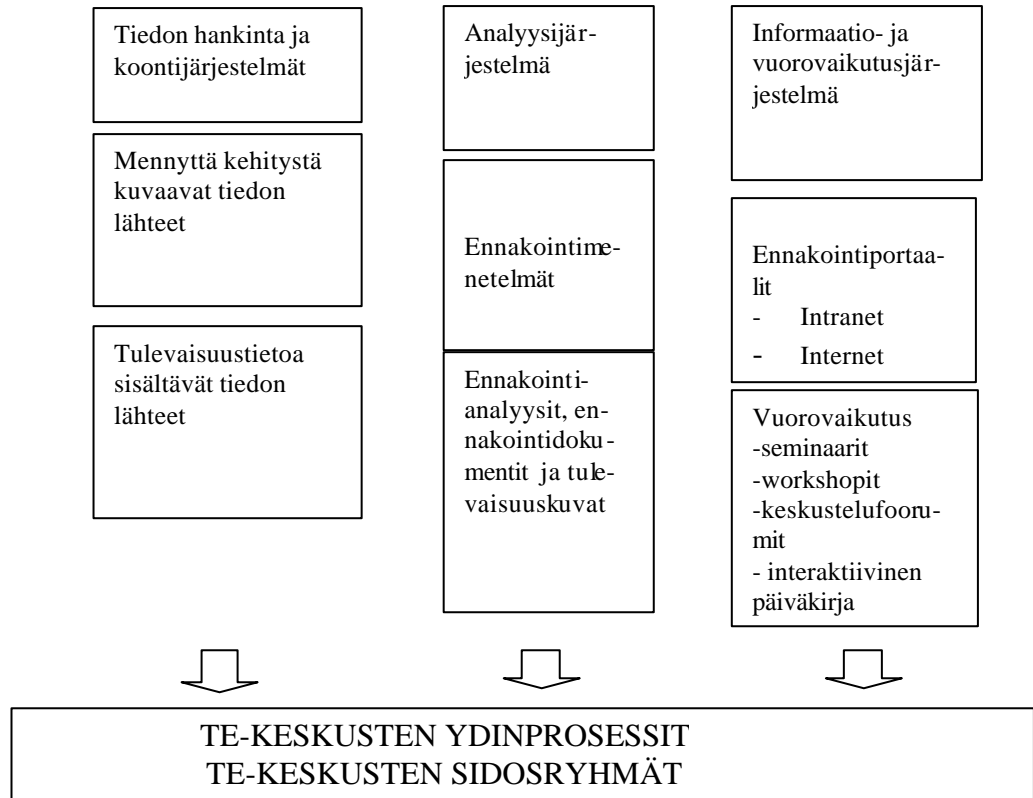 Tiedon hankinta ja
koontijärjestelmät
Mennyttä kehitystä
kuvaavat tiedon
lähteet
Tulevaisuustietoa
sisältävät tiedon
lähteet
Analyysijär-
jestelmä
Ennakointime-
netelmät
Ennakointi-
analyysit, en-
nakointidoku-
mentit ja tule-
vaisuuskuvat
Informaatio- ja
vuorovaikutusjär-
jestelmä
Ennakointiportaa-
lit
- Intranet
- Internet
Vuorovaikutus
-seminaarit
-workshopit
-keskustelufooru-
mit
- interaktiivinen
päiväkirja
TE-KESKUSTEN YDINPROSESSIT
TE-KESKUSTEN SIDOSRYHMÄT